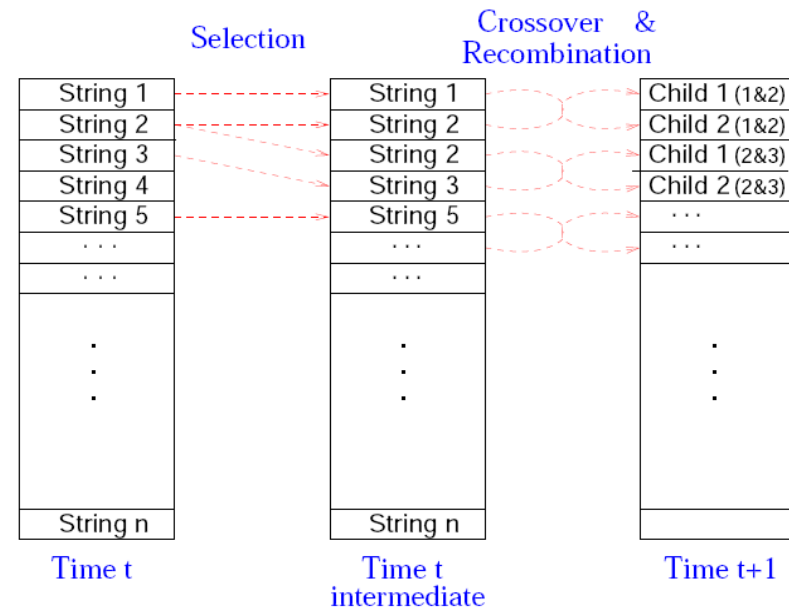 Selection
Crossover &
Recombination
String 1
String 2
String 3
String 4
String 5
. . .
. . .
String n
Time t
String 1
String 2
String 2
String 3
String 5
. . .
. . .
String n
Time t
intermediate
Child 1 (1&2)
Child 2 (1&2)
Child 1 (2&3)
Child 2 (2&3)
. . .
. . .
Time t+1